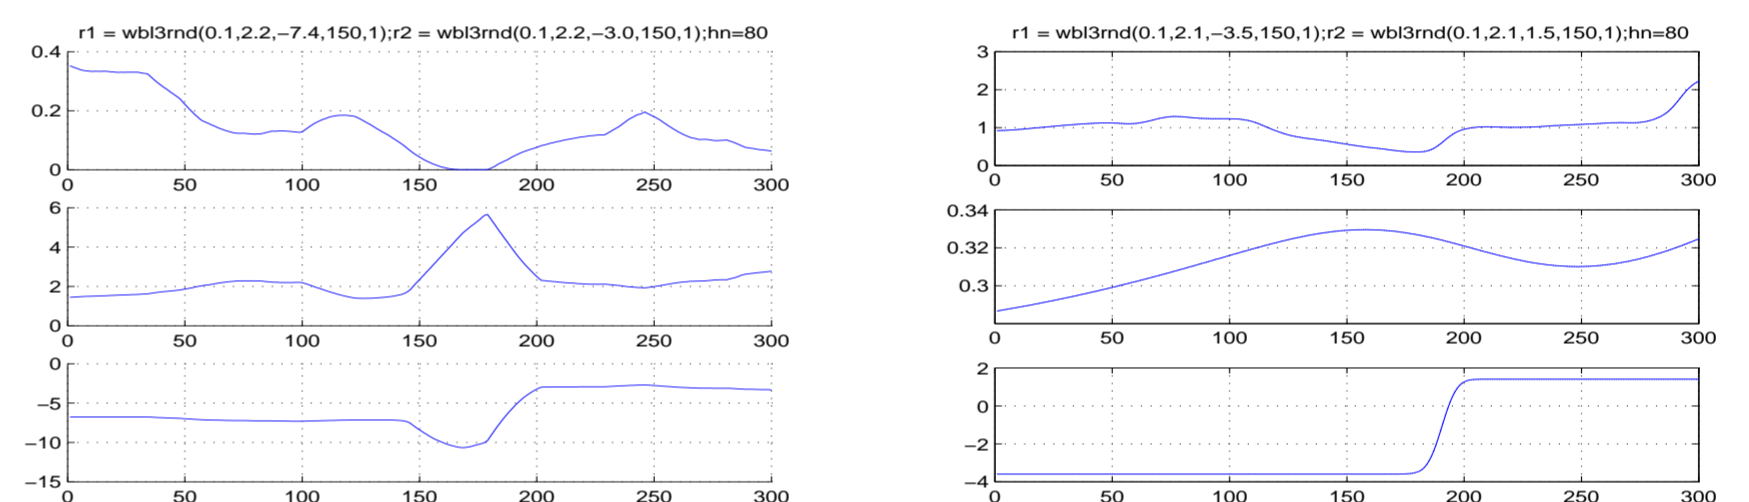 r1 = wbl3rnd(0.1,2.2,−7.4,150,1);r2 = wbl3rnd(0.1,2.2,−3.0,150,1);hn=80
0.4
0.2
0
0 50 100 150 200 250 300
6
4
2
0
0 50 100 150 200 250 300
0
−5
−10
−15
0 50 100 150 200 250 300
r1 = wbl3rnd(0.1,2.1,−3.5,150,1);r2 = wbl3rnd(0.1,2.1,1.5,150,1);hn=80
3
2
1
0
0 50 100 150 200 250 300
0.34
0.32
0.3
0 50 100 150 200 250 300
2
0
−2
−4
0 50 100 150 200 250 300